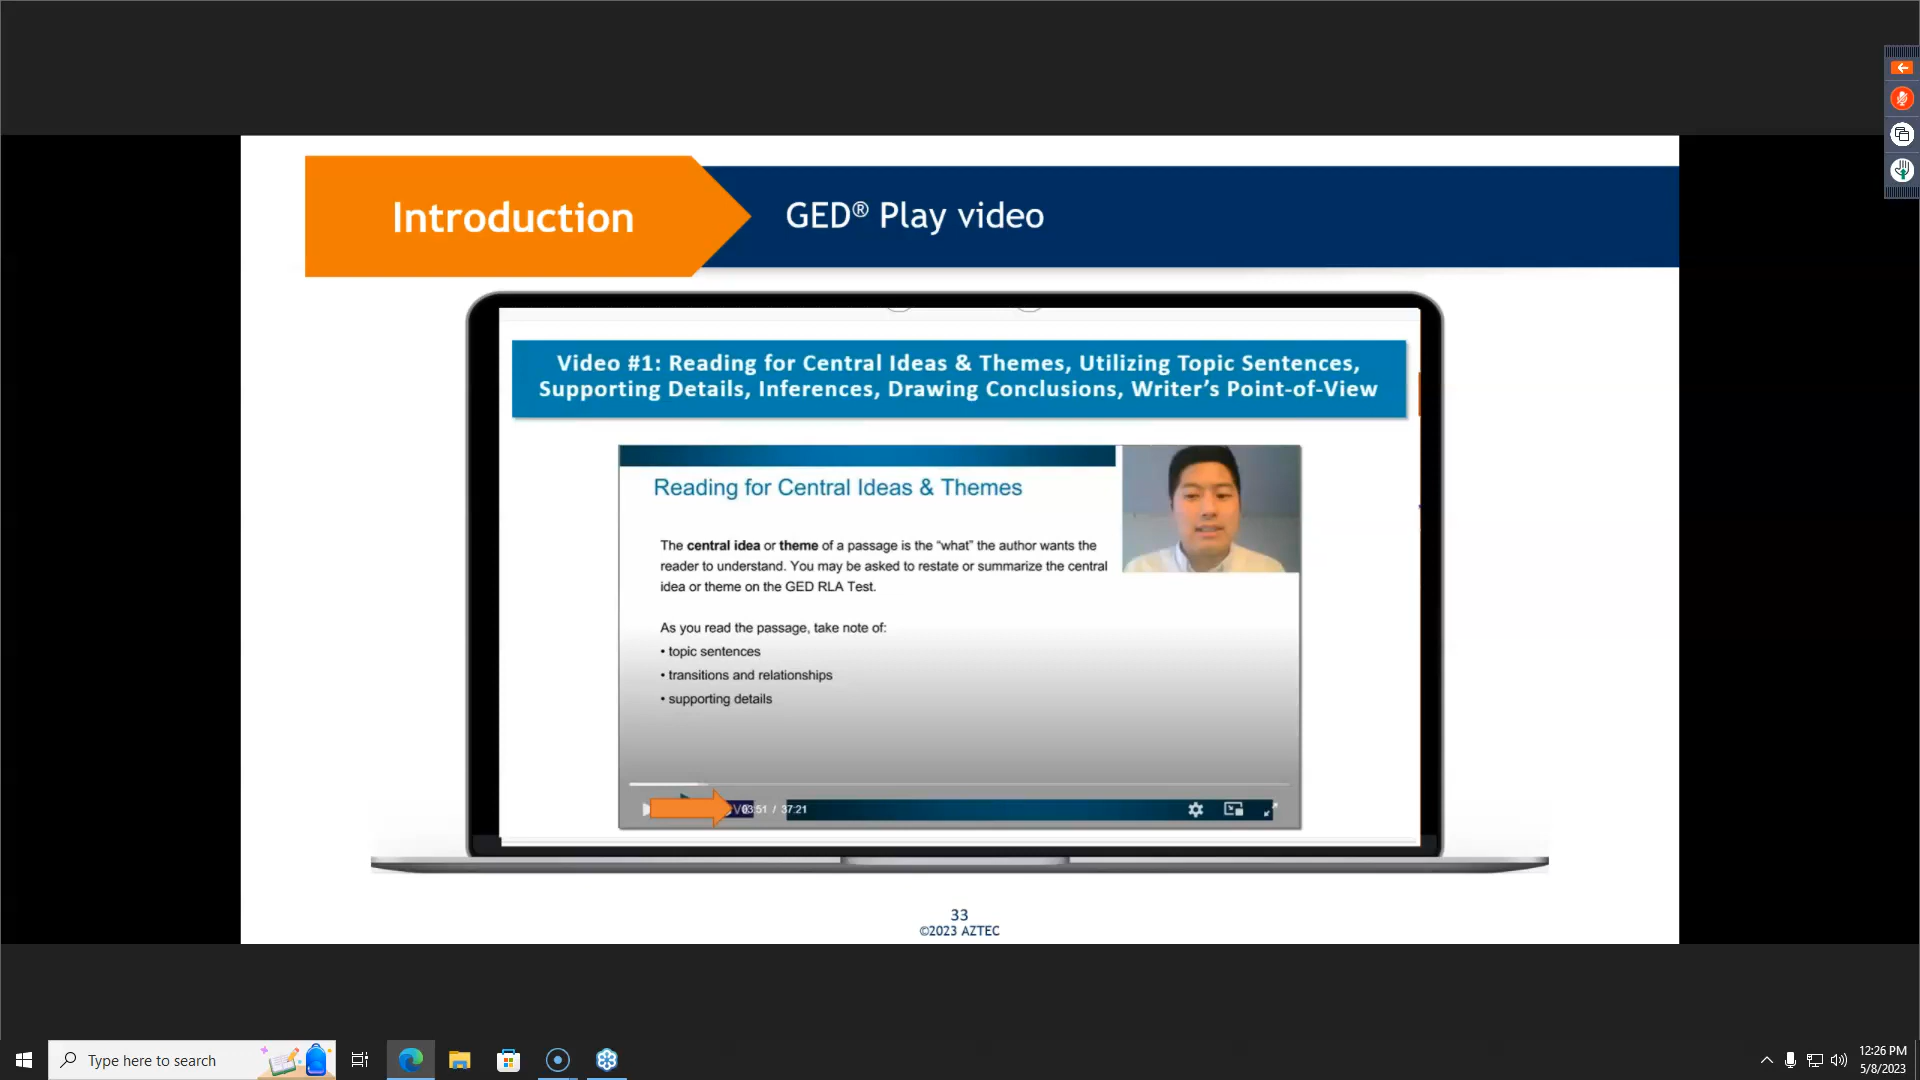 Introduction
GED® Play video
Video #1: Reading for Central Ideas & Themes, Utilizing Topic Sentences,
Supporting Details, Inferences, Drawing Conclusions, Writer's Point-of-View
Reading for Central Ideas & Themes
The central idea or theme of a passage is the “what” the author wants the
reader to understand. You may be asked to restate or summarize the central
idea or theme on the GED RLA Test.
As you read the passage, take note of:
• topic sentences
• transitions and relationships
• supporting details
03:51 / 37:21
33
©2023 AZTEC
Type here to search
12:26 PM
5/8/2023